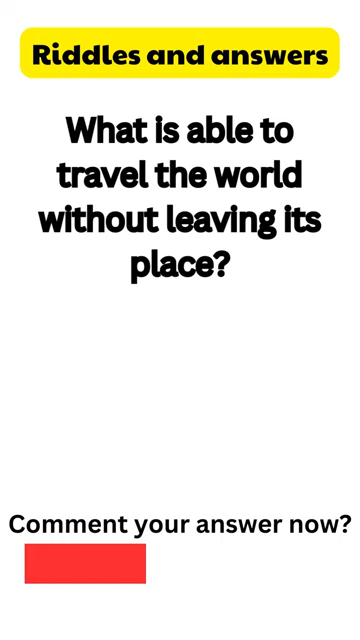 Riddles and answers
What is able to
travel the world
without leaving its
place?
Comment your answer now?